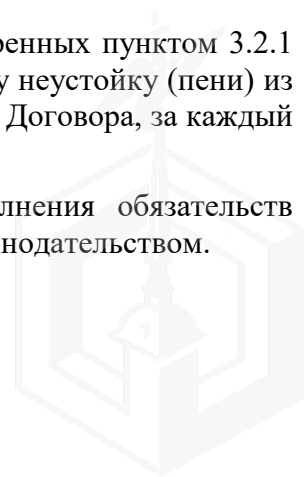 ренных пунктом 3.2.1
у неустойку (пени) из
Договора, за каждый
лнения обязательств
нодательством.